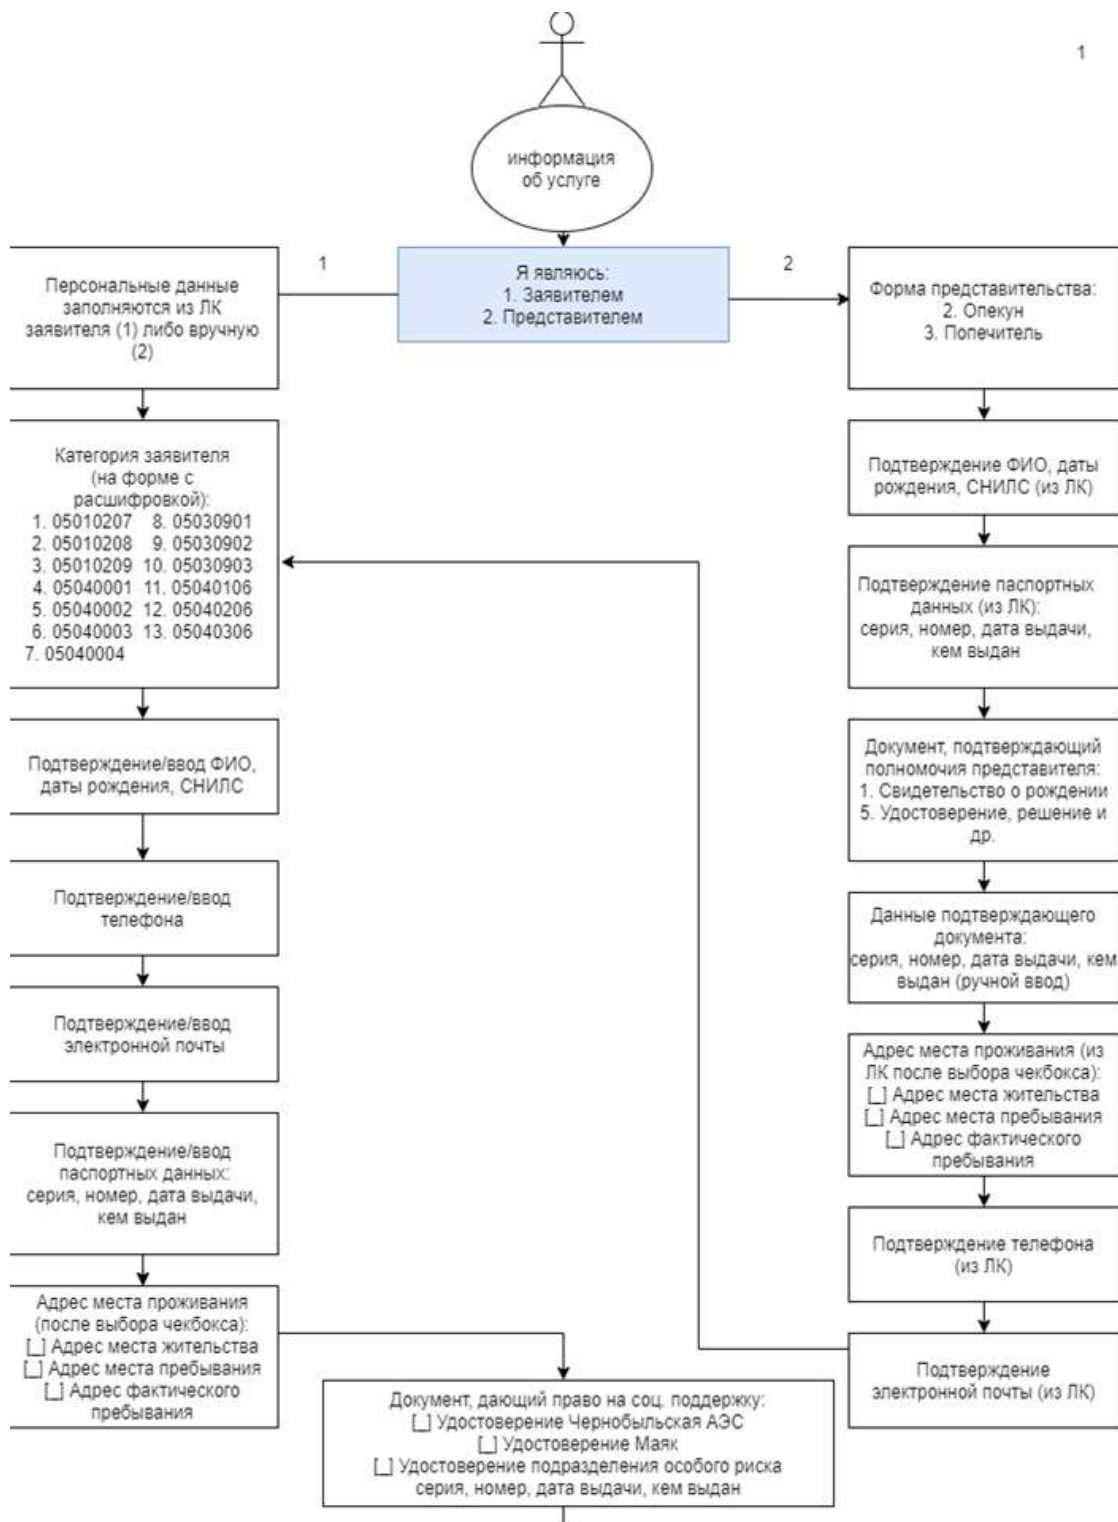 1
информация
об услуге
1
2
Персональные данные
заполняются из ЛК
заявителя (1) либо вручную
(2)
Я являюсь:
1. Заявителем
2. Представителем
Форма представительства:
2. Опекун
3. Попечитель
Категория заявителя
(на форме с
расшифровкой):
1. 05010207 8. 05030901
2. 05010208 9. 05030902
3. 05010209 10. 05030903
4. 05040001 11. 05040106
5. 05040002 12. 05040206
6. 05040003 13. 05040306
7. 05040004
Подтверждение/ввод ФИО,
даты рождения, СНИЛС
Подтверждение/ввод
телефона
Подтверждение/ввод
электронной почты
Подтверждение/ввод
паспортных данных:
серия, номер, дата выдачи,
кем выдан
Адрес места проживания
(после выбора чекбокса):
[_] Адрес места жительства
[_] Адрес места пребывания
[_] Адрес фактического
пребывания
Подтверждение ФИО, даты
рождения, СНИЛС (из ЛК)
Подтверждение паспортных
данных (из ЛК):
серия, номер, дата выдачи,
кем выдан
Документ, подтверждающий
полномочия представителя:
1. Свидетельство о рождении
5. Удостоверение, решение и
др.
Данные подтверждающего
документа:
серия, номер, дата выдачи, кем
выдан (ручной ввод)
Адрес места проживания (из
ЛК после выбора чекбокса):
[_] Адрес места жительства
[_] Адрес места пребывания
[_] Адрес фактического
пребывания
Подтверждение телефона
(из ЛК)
Подтверждение
электронной почты (из ЛК)
Документ, дающий право на соц. поддержку:
[_] Удостоверение Чернобыльская АЭС
[_] Удостоверение Маяк
[_] Удостоверение подразделения особого риска
серия, номер, дата выдачи, кем выдан